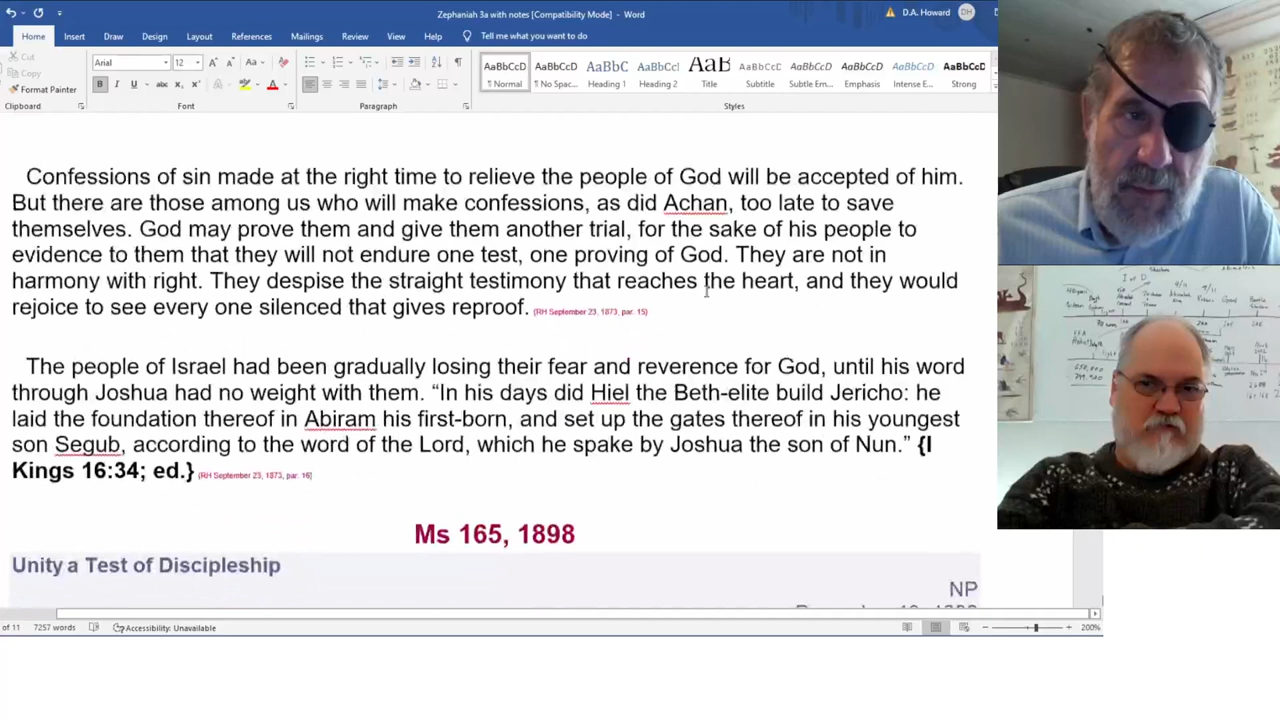 Zephaniah 3a with notes [Compatibility Mode] - Word
D.A. Howard DH
Home Insert Draw Design Layout References Mailings Review View Help Tell me what you want to do
Cut
Copy
Format Painter
Arial 12
AaBbCcD AaBbCcD AaBbC AaBbCcl AaB AaBbCcD AaBbCcD AaBbCcD AaBbCcD AaBbCcD
¶ Normal ¶ No Spac... Heading 1 Heading 2 Title Subtitle Subtle Em... Emphasis Intense E... Strong
Clipboard Font Paragraph Styles
Confessions of sin made at the right time to relieve the people of God will be accepted of him.
But there are those among us who will make confessions, as did Achan, too late to save
themselves. God may prove them and give them another trial, for the sake of his people to
evidence to them that they will not endure one test, one proving of God. They are not in
harmony with right. They despise the straight testimony that reaches the heart, and they would
rejoice to see every one silenced that gives reproof. (RH September 23, 1873, par. 15)
The people of Israel had been gradually losing their fear and reverence for God, until his word
through Joshua had no weight with them. “In his days did Hiel the Beth-elite build Jericho: he
laid the foundation thereof in Abiram his first-born, and set up the gates thereof in his youngest
son Segub, according to the word of the Lord, which he spake by Joshua the son of Nun.” {I
Kings 16:34; ed.} (RH September 23, 1873, par. 16)
Ms 165, 1898
Unity a Test of Discipleship
NP
of 11 7257 words Accessibility: Unavailable 200%